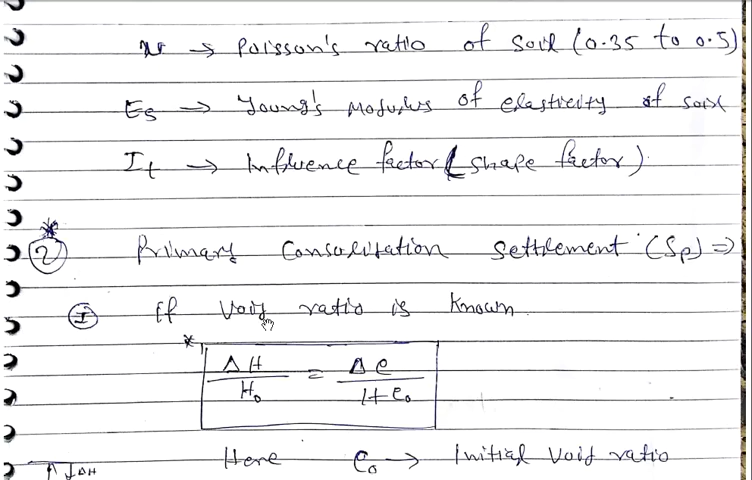 μ → Poisson's ratio of soil (0.35 to 0.5)
Es → Young's Modulus of elasticity of soil
If → Influence factor (shape factor)
* ② Primary Consolidation Settlement (Sp) ⇒
Ⓘ If Void ratio is known
* ΔH/H₀ = Δe/1+e₀
Here e₀ → Initial Void ratio
↑ ↓ΔH